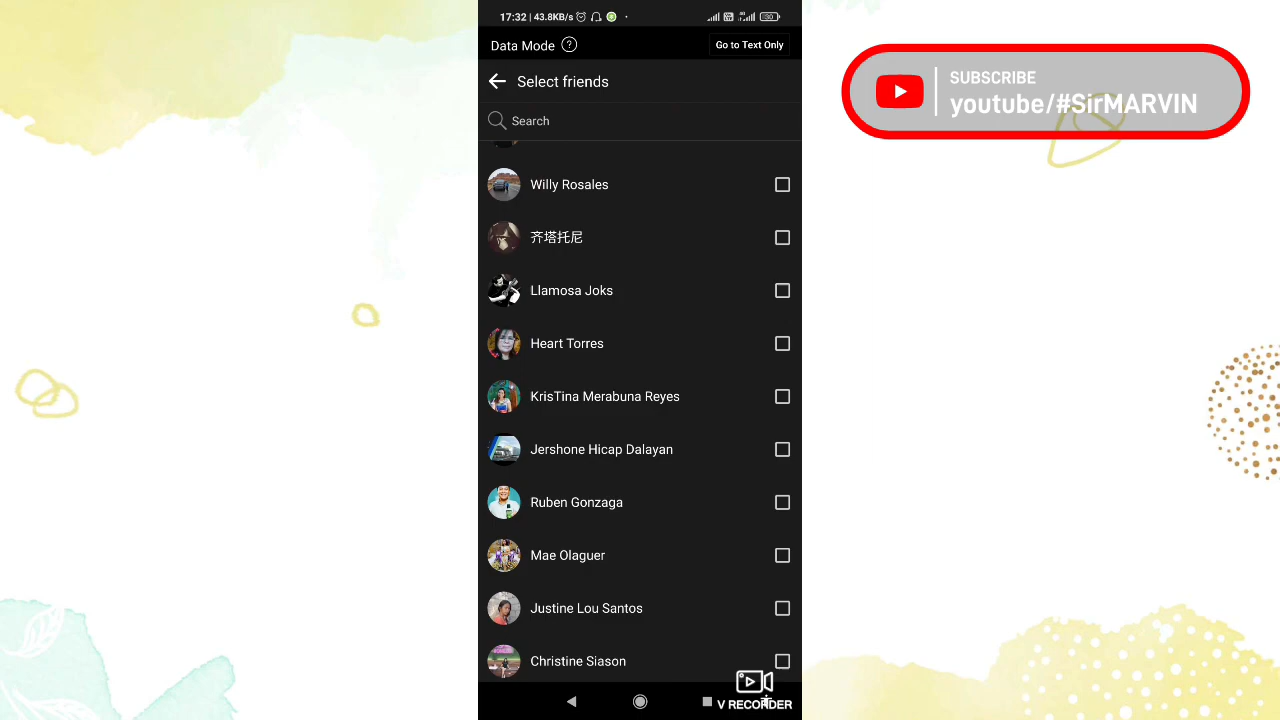 17:32 | 43.8KB/s
Data Mode ?
Go to Text Only
Select friends
Search
Willy Rosales
齐塔托尼
Llamosa Joks
Heart Torres
KrisTina Merabuna Reyes
Jershone Hicap Dalayan
Ruben Gonzaga
Mae Olaguer
Justine Lou Santos
Christine Siason
V RECORDER
SUBSCRIBE
youtube/#SirMARVIN